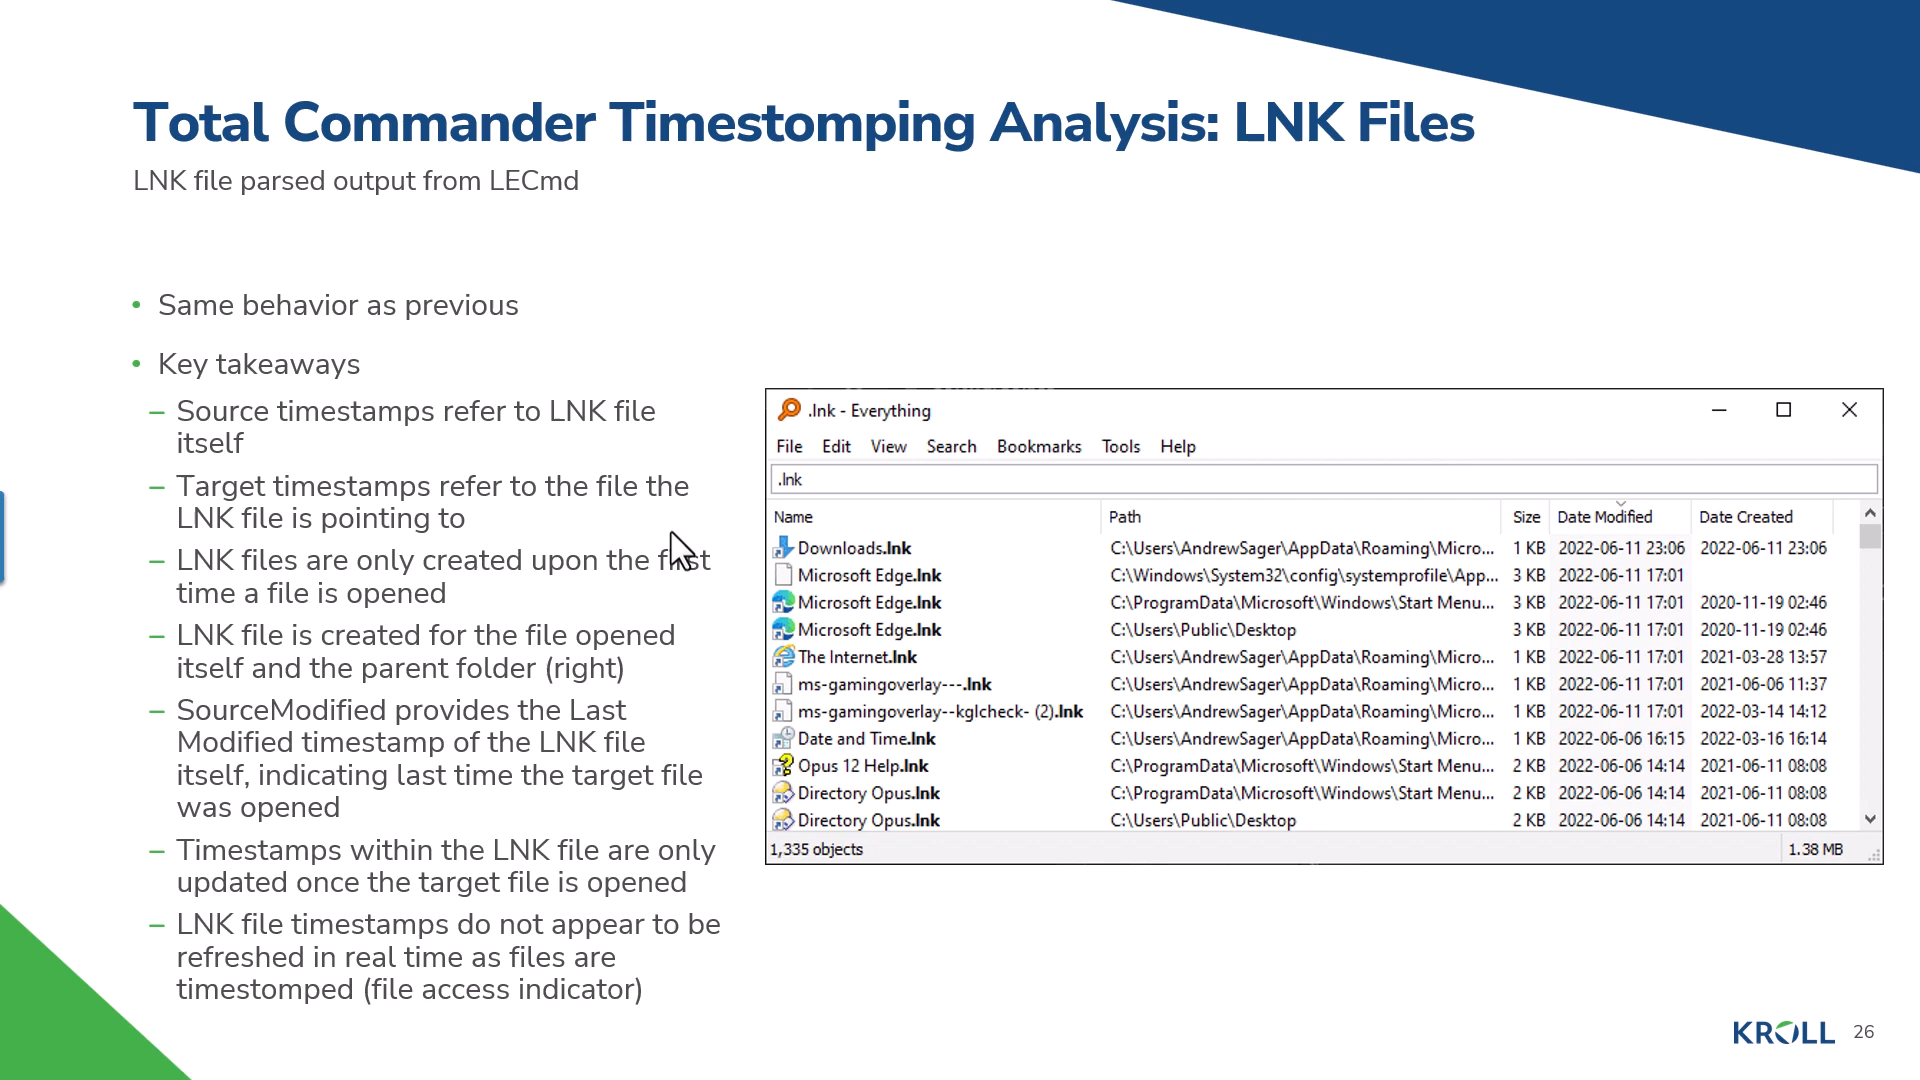 Total Commander Timestomping Analysis: LNK Files
LNK file parsed output from LECmd
• Same behavior as previous
• Key takeaways
– Source timestamps refer to LNK file
itself
– Target timestamps refer to the file the
LNK file is pointing to
– LNK files are only created upon the first
time a file is opened
– LNK file is created for the file opened
itself and the parent folder (right)
– SourceModified provides the Last
Modified timestamp of the LNK file
itself, indicating last time the target file
was opened
– Timestamps within the LNK file are only
updated once the target file is opened
– LNK file timestamps do not appear to be
refreshed in real time as files are
timestomped (file access indicator)
.lnk - Everything
File Edit View Search Bookmarks Tools Help
.lnk
Name Path Size Date Modified Date Created
Downloads.lnk C:\Users\AndrewSager\AppData\Roaming\Micro... 1 KB 2022-06-11 23:06 2022-06-11 23:06
Microsoft Edge.lnk C:\Windows\System32\config\systemprofile\App... 3 KB 2022-06-11 17:01
Microsoft Edge.lnk C:\ProgramData\Microsoft\Windows\Start Menu... 3 KB 2022-06-11 17:01 2020-11-19 02:46
Microsoft Edge.lnk C:\Users\Public\Desktop 3 KB 2022-06-11 17:01 2020-11-19 02:46
The Internet.lnk C:\Users\AndrewSager\AppData\Roaming\Micro... 1 KB 2022-06-11 17:01 2021-03-28 13:57
ms-gamingoverlay---.lnk C:\Users\AndrewSager\AppData\Roaming\Micro... 1 KB 2022-06-11 17:01 2021-06-06 11:37
ms-gamingoverlay--kglcheck- (2).lnk C:\Users\AndrewSager\AppData\Roaming\Micro... 1 KB 2022-06-11 17:01 2022-03-14 14:12
Date and Time.lnk C:\Users\AndrewSager\AppData\Roaming\Micro... 1 KB 2022-06-06 16:15 2022-03-16 16:14
Opus 12 Help.lnk C:\ProgramData\Microsoft\Windows\Start Menu... 2 KB 2022-06-06 14:14 2021-06-11 08:08
Directory Opus.lnk C:\ProgramData\Microsoft\Windows\Start Menu... 2 KB 2022-06-06 14:14 2021-06-11 08:08
Directory Opus.lnk C:\Users\Public\Desktop 2 KB 2022-06-06 14:14 2021-06-11 08:08
1,335 objects 1.38 MB
KROLL 26